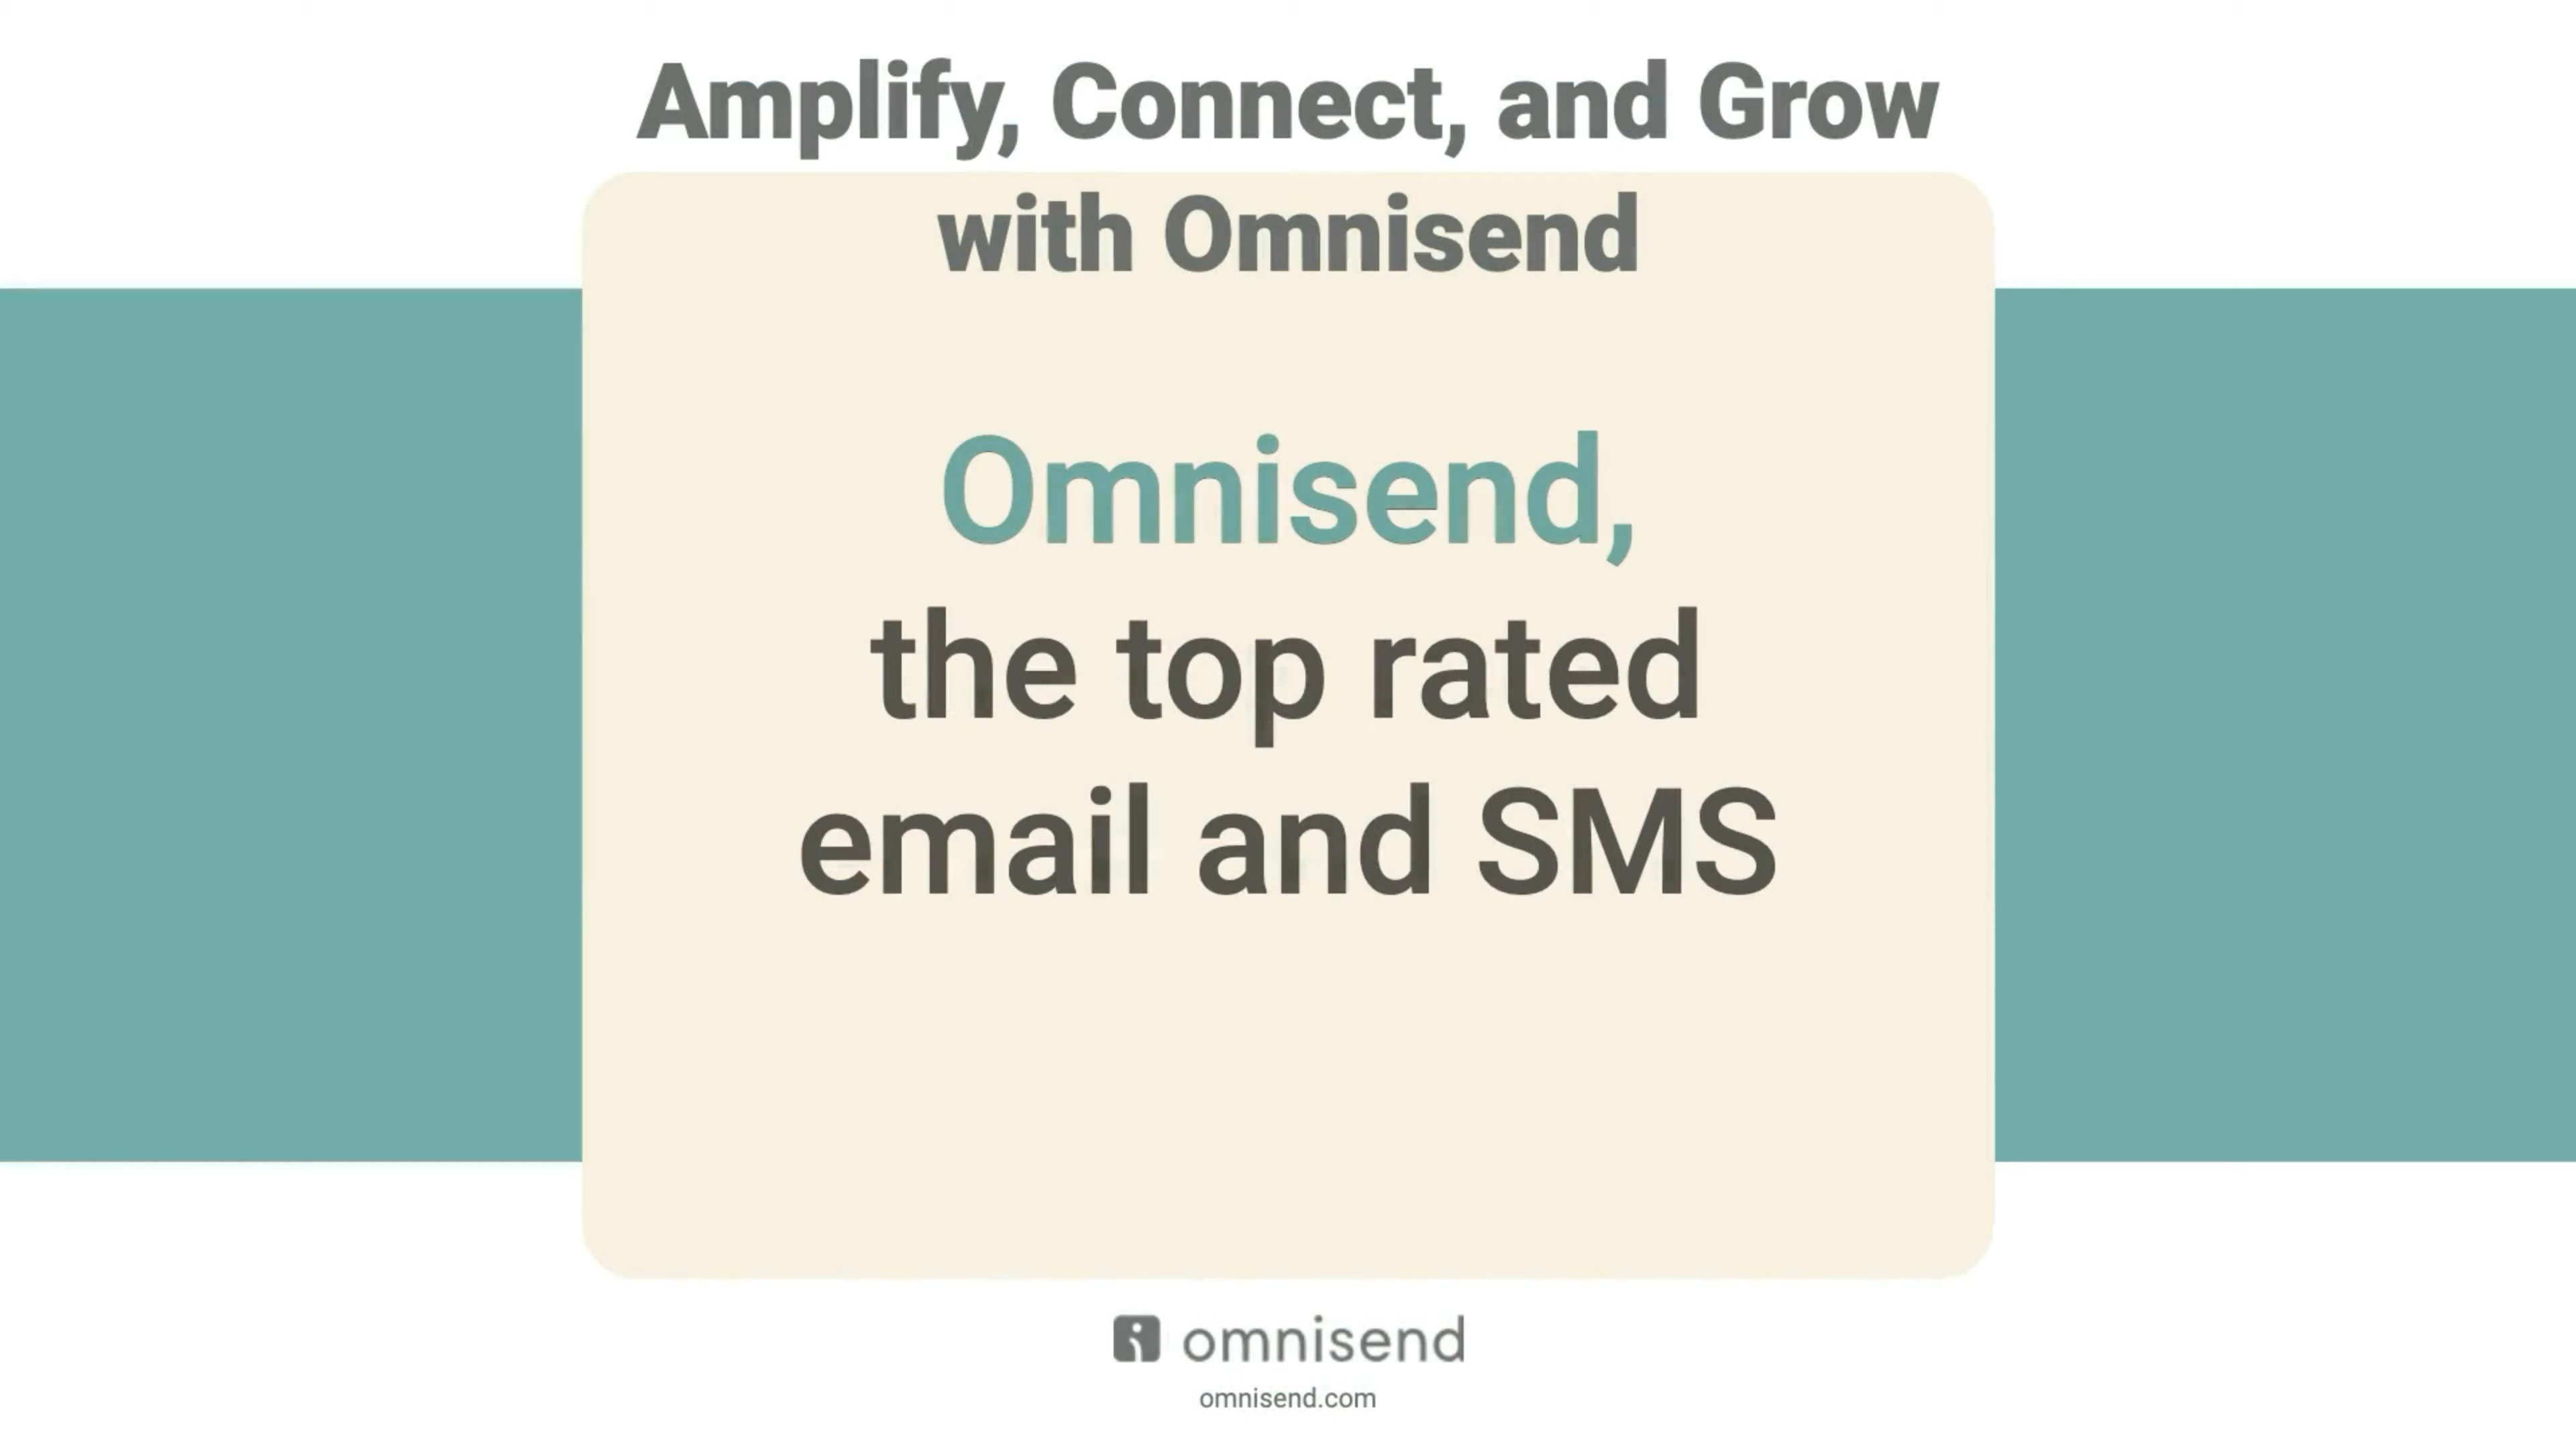 Amplify, Connect, and Grow
with Omnisend
Omnisend,
the top rated
email and SMS
omnisend
omnisend.com